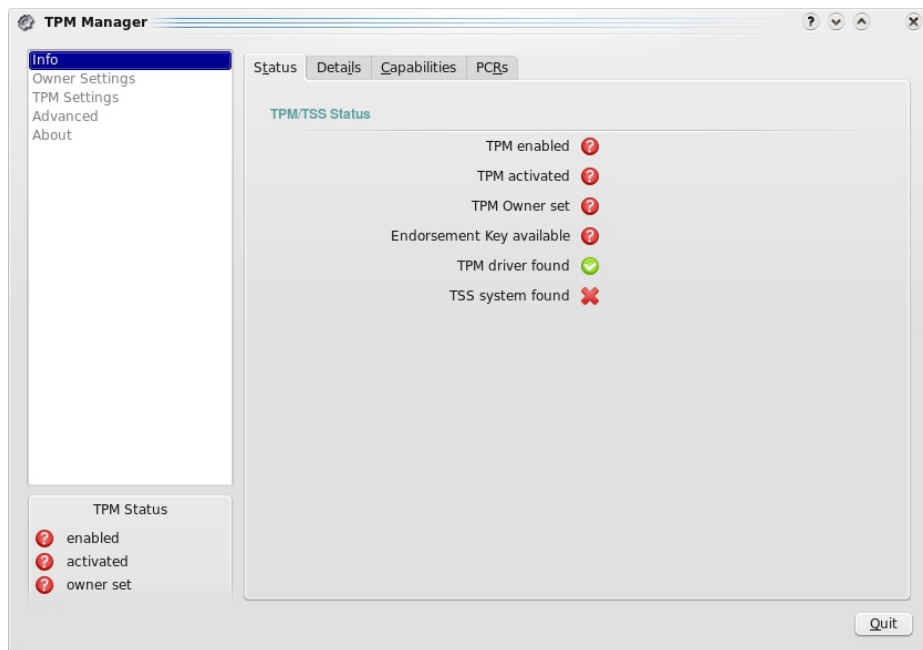 TPM Manager
Info
Owner Settings
TPM Settings
Advanced
About
Status Details Capabilities PCRs
TPM/TSS Status
TPM enabled
TPM activated
TPM Owner set
Endorsement Key available
TPM driver found
TSS system found
TPM Status
enabled
activated
owner set
Quit